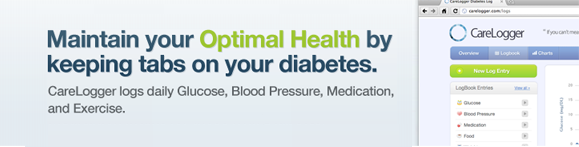 Maintain your Optimal Health by
keeping tabs on your diabetes.
CareLogger logs daily Glucose, Blood Pressure, Medication,
and Exercise.
CareLogger Diabetes Log
carelogger.com/logs
CareLogger
"If you can't mea
Overview
Logbook
Charts
New Log Entry
LogBook Entries
View all
Glucose
Blood Pressure
Medication
Food